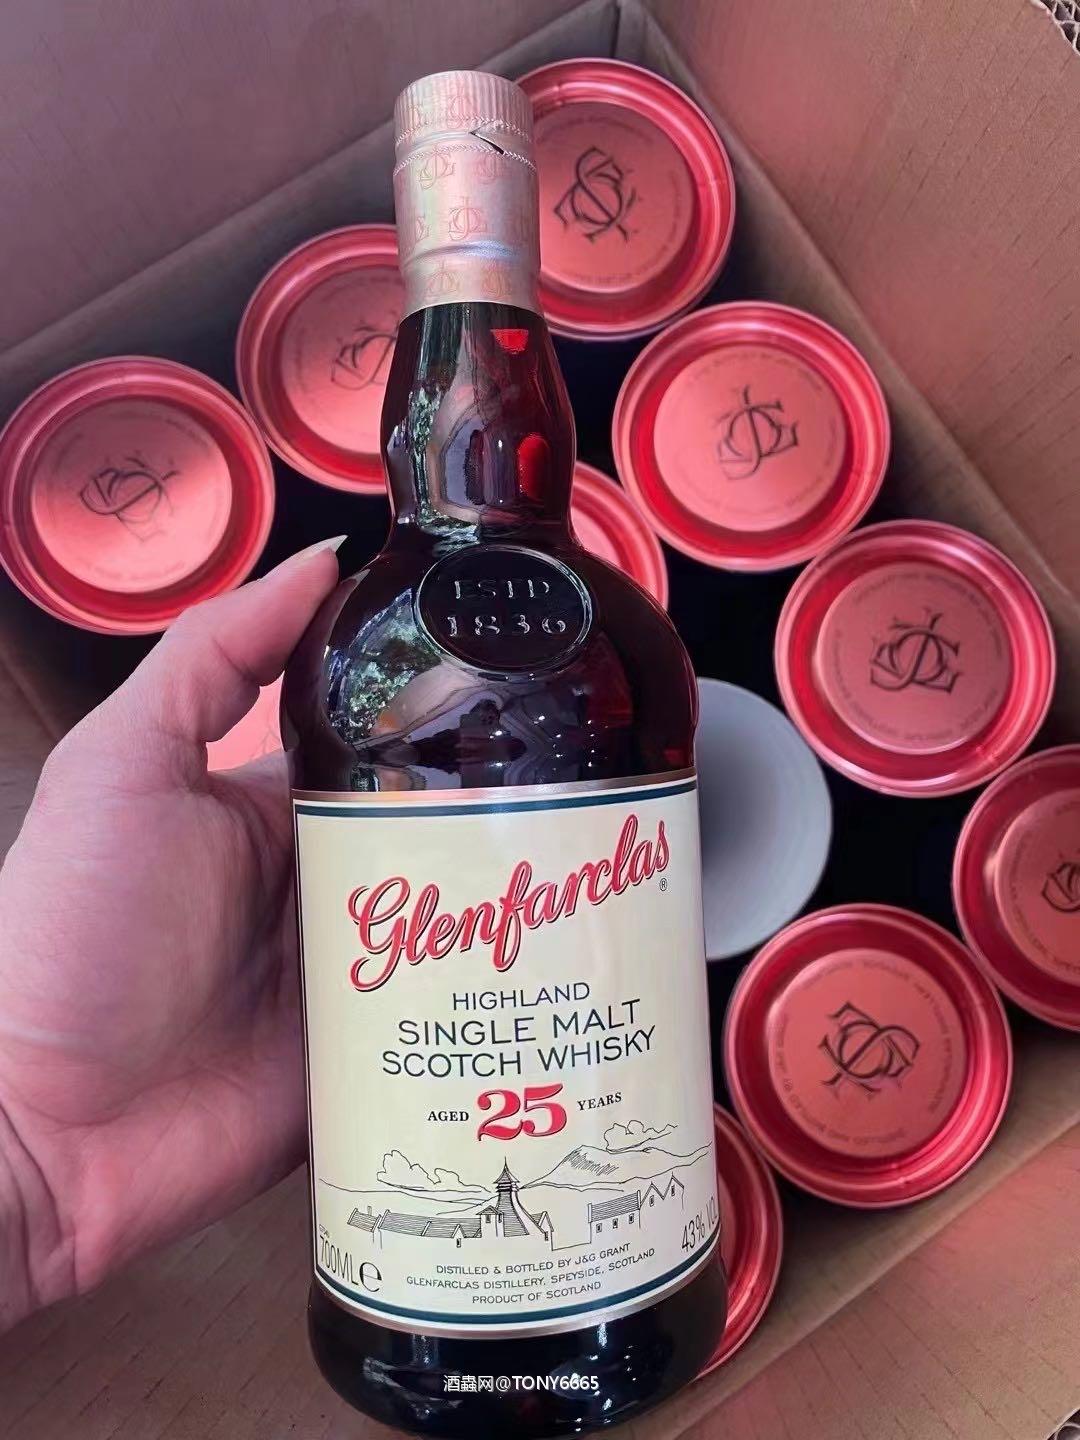 ESTD
1836
Glenfarclas
®
HIGHLAND
SINGLE MALT
SCOTCH WHISKY
AGED 25 YEARS
700ML e
43% VOL
DISTILLED & BOTTLED BY J&G GRANT
GLENFARCLAS DISTILLERY, SPEYSIDE, SCOTLAND
PRODUCT OF SCOTLAND
酒蟲网@TONY6665